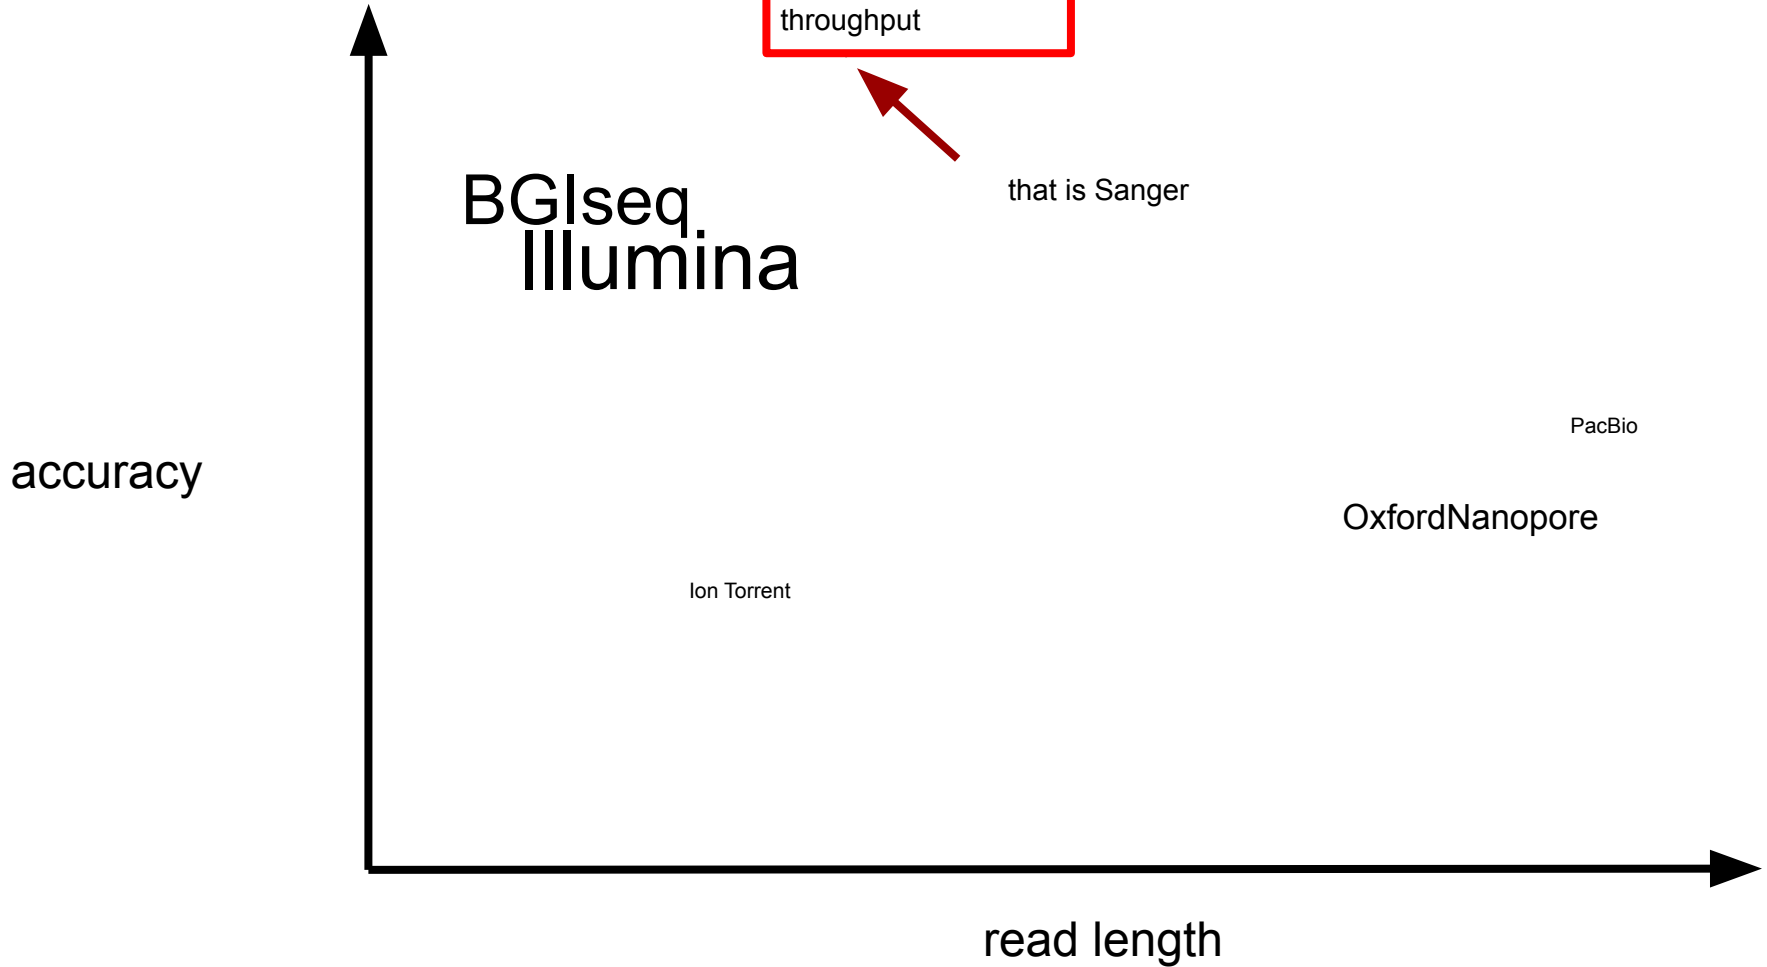 throughput
that is Sanger
BGIseq
Illumina
PacBio
accuracy
OxfordNanopore
Ion Torrent
read length